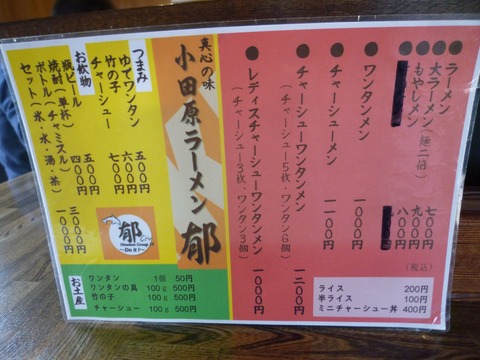 ●ラーメン 七〇〇円
●大ラーメン(麺二倍) 九〇〇円
●もやしメン 八〇〇円
●ワンタンメン 一〇〇〇円
●チャーシューメン 一一〇〇円
●チャーシューワンタンメン 一二〇〇円
(チャーシュー5枚・ワンタン6個)
●レディスチャーシューワンタンメン 一〇〇〇円
(チャーシュー3枚、ワンタン3個)
(税込)
ライス 200円
半ライス 100円
ミニチャーシュー丼 400円
真心の味
小田原ラーメン 郁
つまみ
ゆでワンタン 五〇〇円
竹の子 六〇〇円
チャーシュー 七〇〇円
お飲物
瓶ビール 五〇〇円
焼酎(単杯) 四〇〇円
ボトル(チャミスル) 三〇〇〇円
セット(氷・水・湯・茶) 一〇〇〇円
郁
~Do it!~
お土産
ワンタン 1個 50円
ワンタンの具 100g 500円
竹の子 100g 500円
チャーシュー 100g 500円